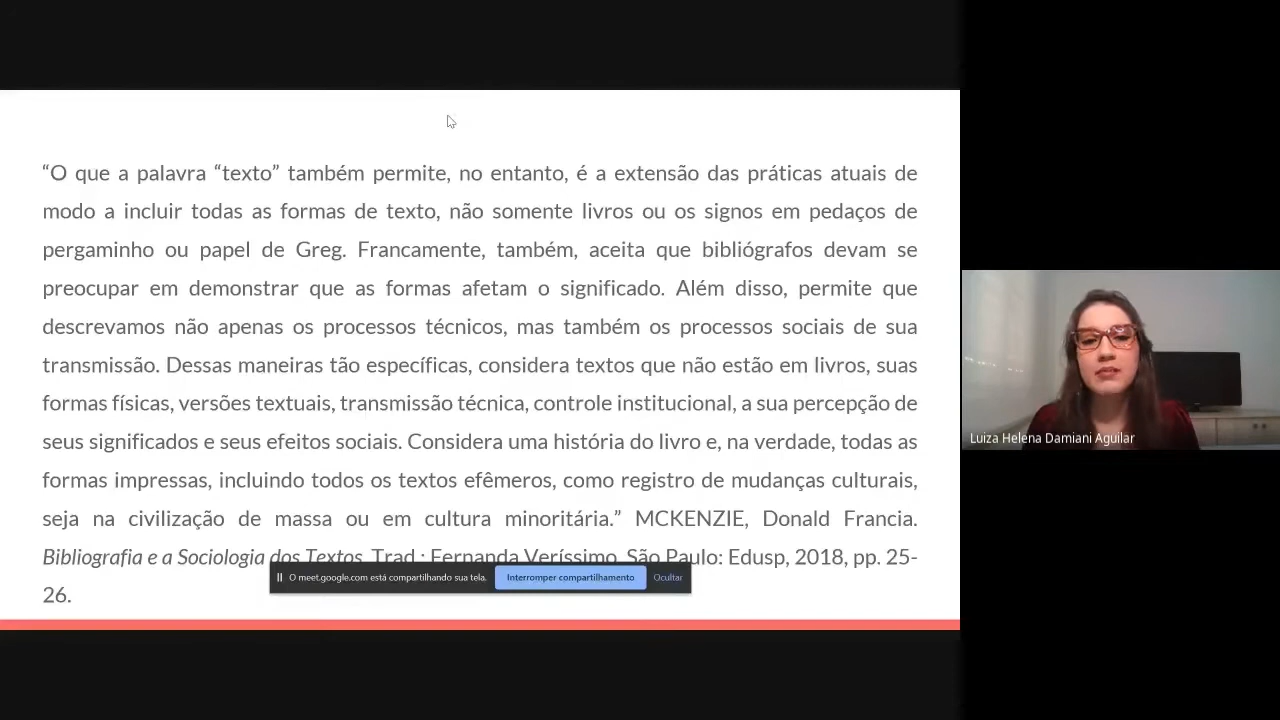 “O que a palavra “texto” também permite, no entanto, é a extensão das práticas atuais de
modo a incluir todas as formas de texto, não somente livros ou os signos em pedaços de
pergaminho ou papel de Greg. Francamente, também, aceita que bibliógrafos devam se
preocupar em demonstrar que as formas afetam o significado. Além disso, permite que
descrevamos não apenas os processos técnicos, mas também os processos sociais de sua
transmissão. Dessas maneiras tão específicas, considera textos que não estão em livros, suas
formas físicas, versões textuais, transmissão técnica, controle institucional, a sua percepção de
seus significados e seus efeitos sociais. Considera uma história do livro e, na verdade, todas as
formas impressas, incluindo todos os textos efêmeros, como registro de mudanças culturais,
seja na civilização de massa ou em cultura minoritária.” MCKENZIE, Donald Francia.
Bibliografia e a Sociologia dos Textos. Trad.: Fernanda Veríssimo. São Paulo: Edusp, 2018, pp. 25-
26.
O meet.google.com está compartilhando sua tela.
Interromper compartilhamento
Ocultar
Luiza Helena Damiani Aguilar